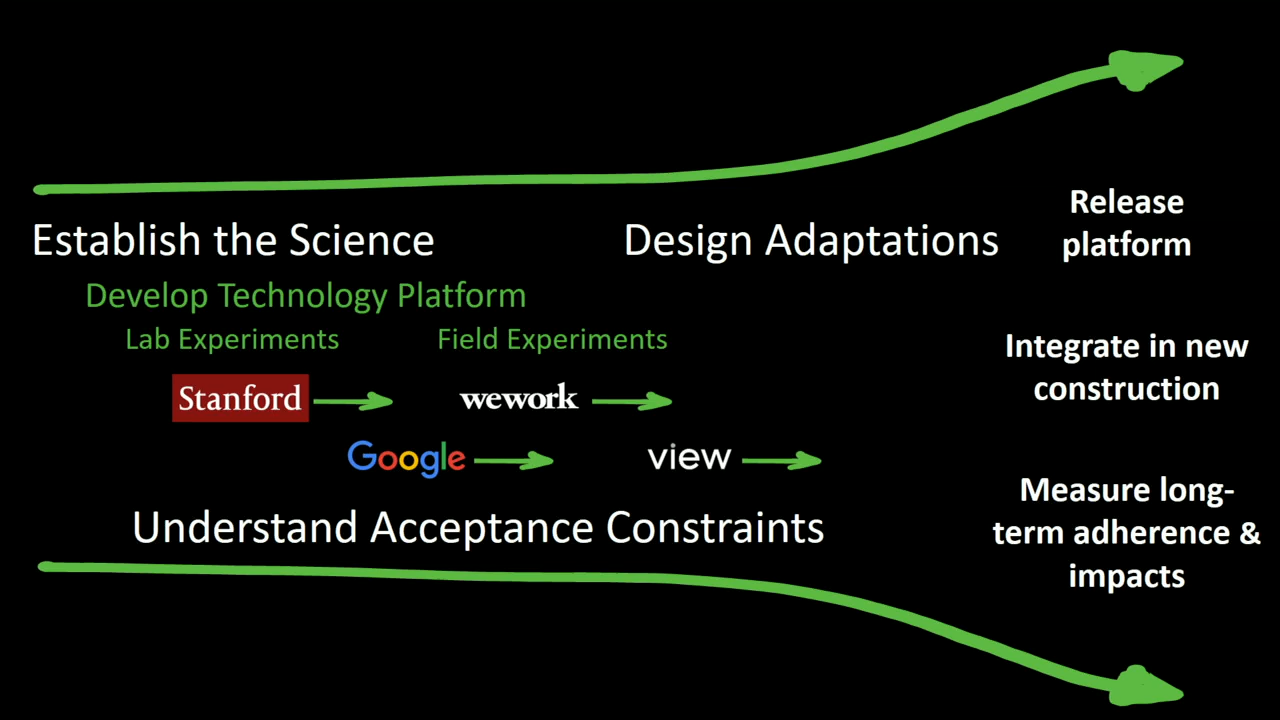 Establish the Science
Design Adaptations
Develop Technology Platform
Lab Experiments
Field Experiments
Stanford
wework
Google
view
Understand Acceptance Constraints
Release
platform
Integrate in new
construction
Measure long-
term adherence &
impacts